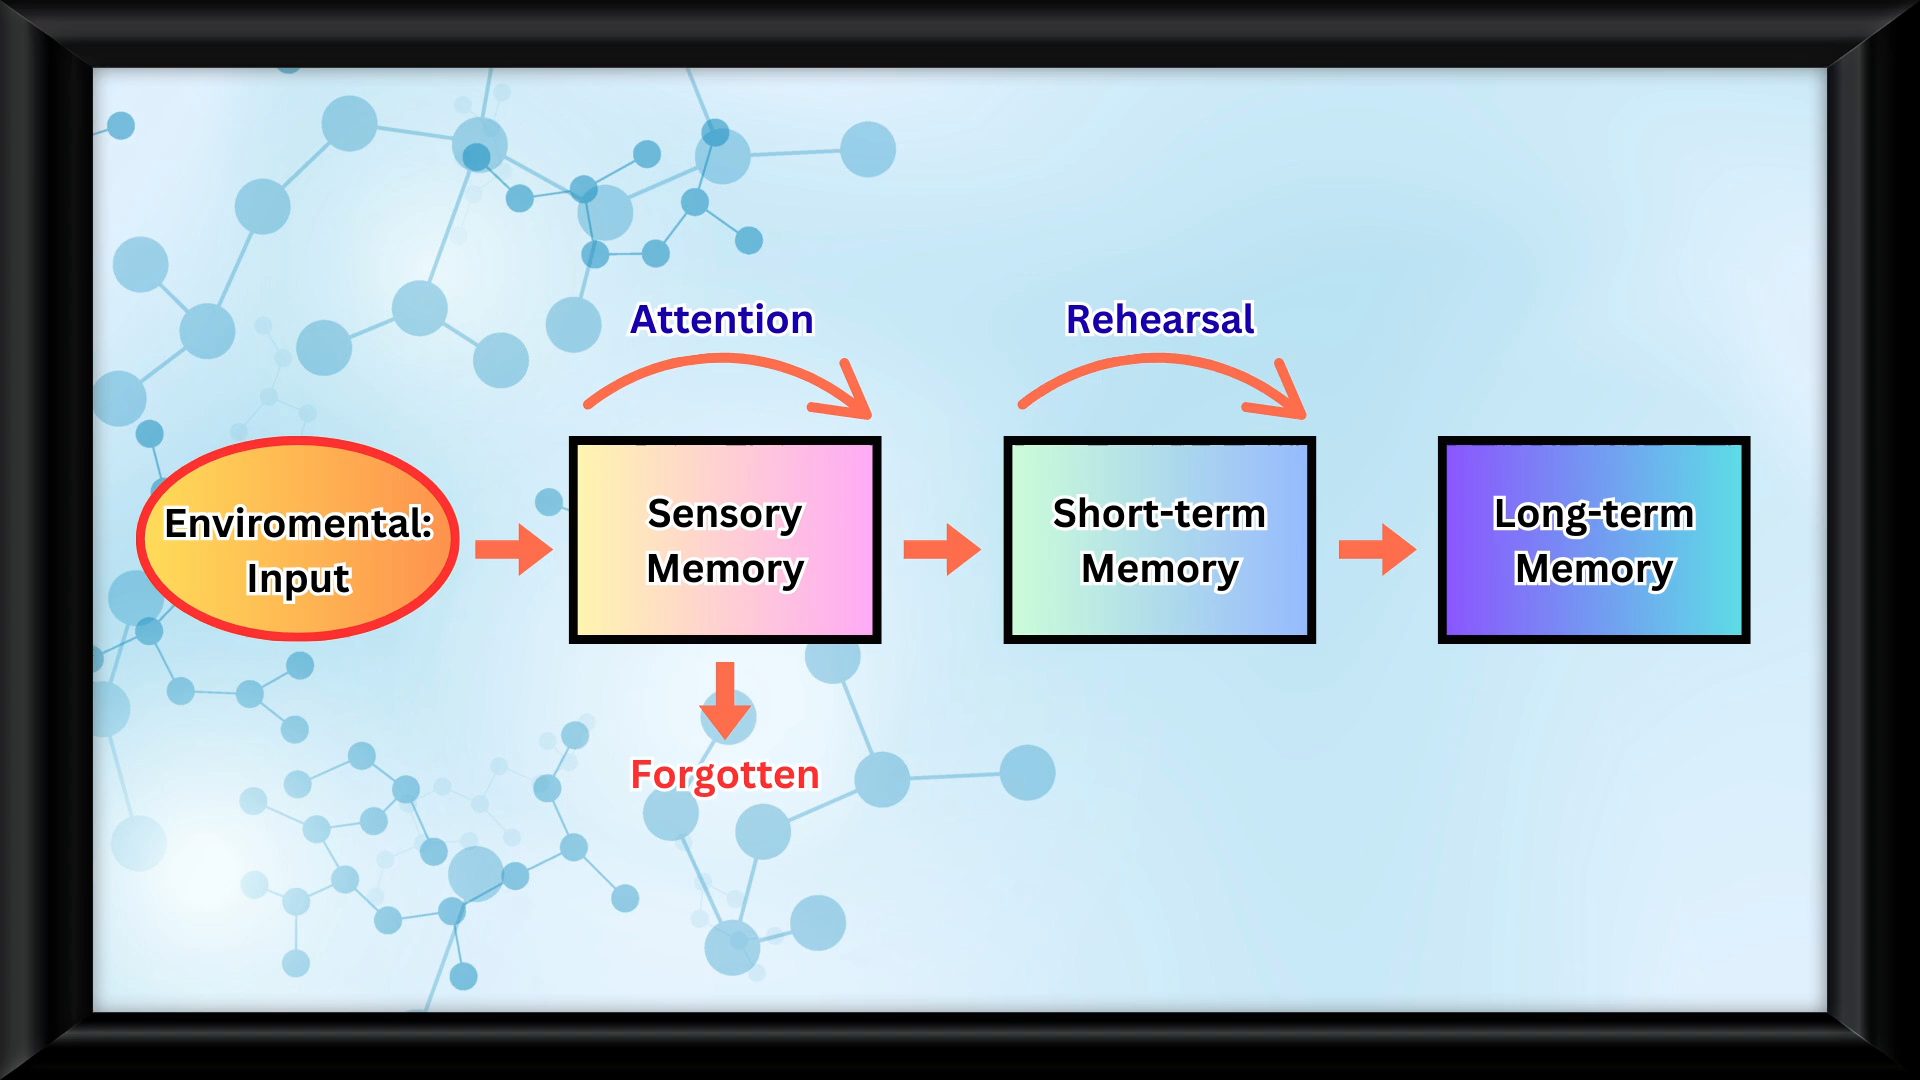 Attention
Rehearsal
Enviromental:
Input
Sensory
Memory
Short-term
Memory
Long-term
Memory
Forgotten